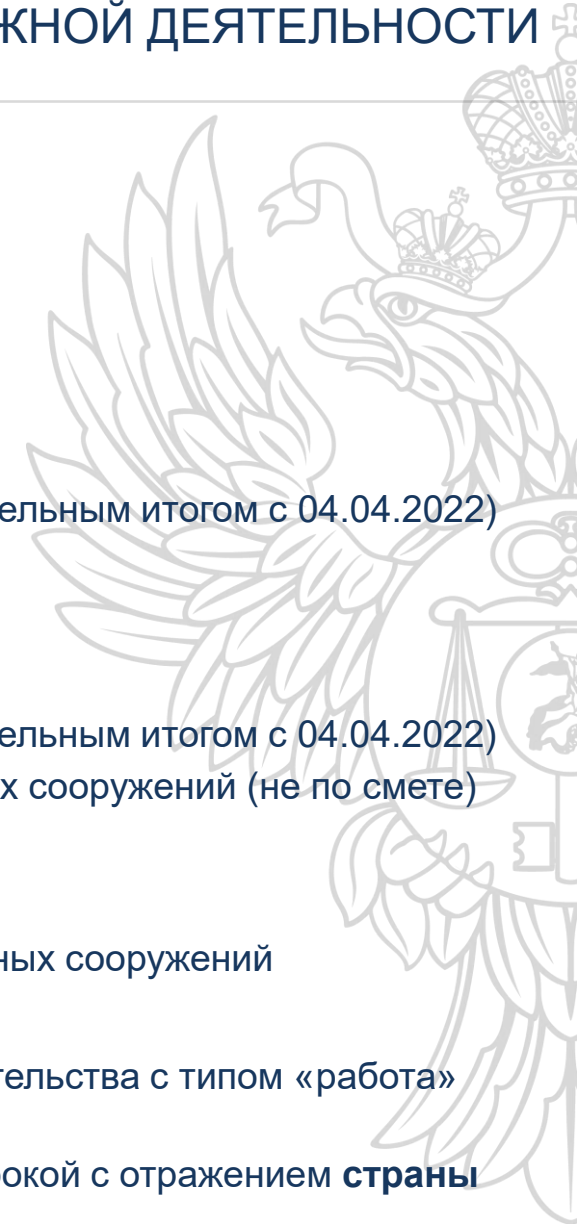 ЖНОЙ ДЕЯТЕЛЬНОСТИ
ельным итогом с 04.04.2022)
ельным итогом с 04.04.2022)
х сооружений (не по смете)
ных сооружений
тельства с типом «работа»
рокой с отражением страны